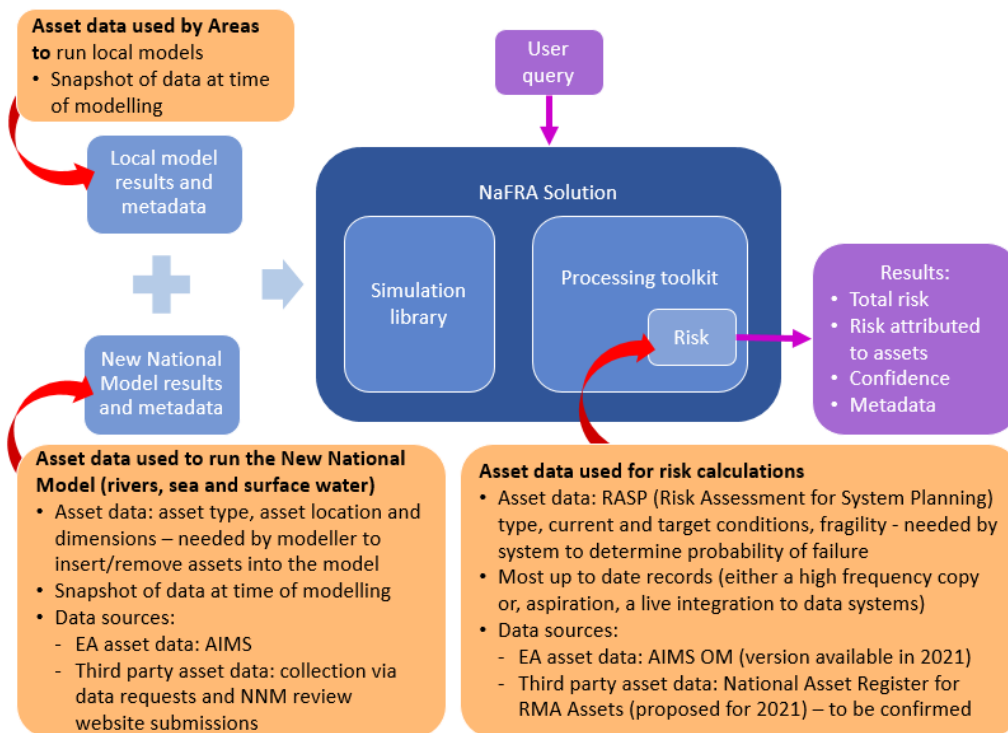 Asset data used by Areas
to run local models
• Snapshot of data at time
of modelling
User
query
Local model
results and
metadata
NaFRA Solution
Simulation
library
Processing toolkit
Risk
Results:
• Total risk
• Risk attributed
to assets
• Confidence
• Metadata
New National
Model results
and metadata
Asset data used to run the New National
Model (rivers, sea and surface water)
• Asset data: asset type, asset location and
dimensions – needed by modeller to
insert/remove assets into the model
• Snapshot of data at time of modelling
• Data sources:
- EA asset data: AIMS
- Third party asset data: collection via
data requests and NNM review
website submissions
Asset data used for risk calculations
• Asset data: RASP (Risk Assessment for System Planning)
type, current and target conditions, fragility - needed by
system to determine probability of failure
• Most up to date records (either a high frequency copy
or, aspiration, a live integration to data systems)
• Data sources:
- EA asset data: AIMS OM (version available in 2021)
- Third party asset data: National Asset Register for
RMA Assets (proposed for 2021) – to be confirmed